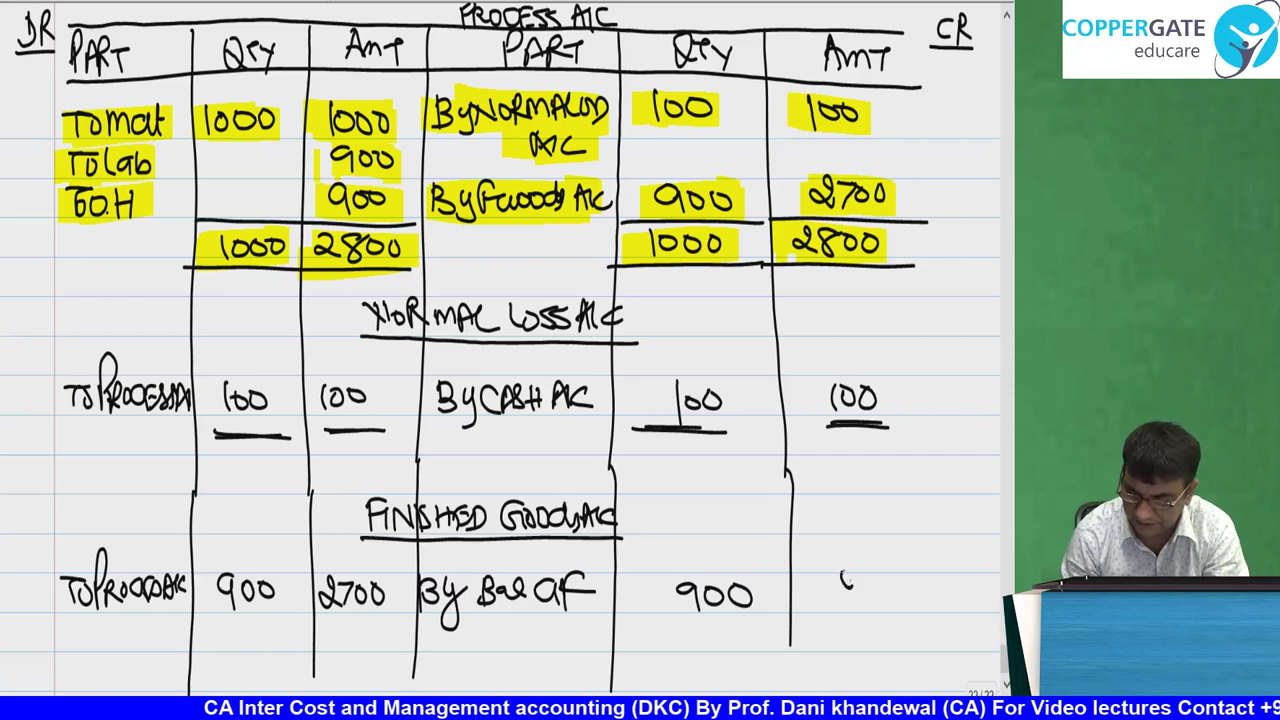 PROCESS A/C
DR CR
PART QTY AMT PART QTY AMT
To mat 1000 1000 By NORMAL LOD 100 100
A/C
To Lab 900
To O.H 900 By F Goods A/C 900 2700
1000 2800 1000 2800
NORMAL LOSS A/C
To PROCESS A/C 100 100 By CASH A/C 100 100
FINISHED GOODS A/C
To Process A/C 900 2700 By Bal C/F 900
COPPERGATE
educare
22/22
CA Inter Cost and Management accounting (DKC) By Prof. Dani khandewal (CA) For Video lectures Contact +9